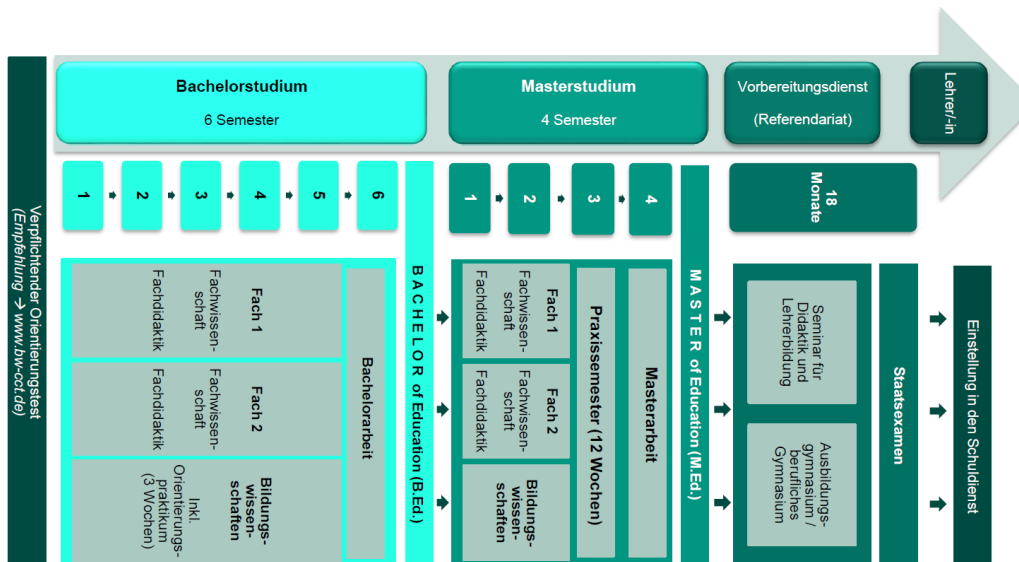 Verpflichtender Orientierungstest
(Empfehlung → www.bw-cct.de)
Bachelorstudium
6 Semester
Masterstudium
4 Semester
Vorbereitungsdienst
(Referendariat)
Lehrer/-in
1
2
3
4
5
6
1
2
3
4
18
Monate
Fach 1
Fachwissen-
schaft
Fachdidaktik
Fach 2
Fachwissen-
schaft
Fachdidaktik
Bildungs-
wissen-
schaften
Inkl.
Orientierungs-
praktikum
(3 Wochen)
Bachelorarbeit
BACHELOR of Education (B.Ed.)
Fach 1
Fachwissen-
schaft
Fachdidaktik
Fach 2
Fachwissen-
schaft
Fachdidaktik
Bildungs-
wissen-
schaften
Praxissemester (12 Wochen)
Masterarbeit
MASTER of Education (M.Ed.)
Seminar für
Didaktik und
Lehrerbildung
Ausbildungs-
gymnasium /
berufliches
Gymnasium
Staatsexamen
Einstellung in den Schuldienst